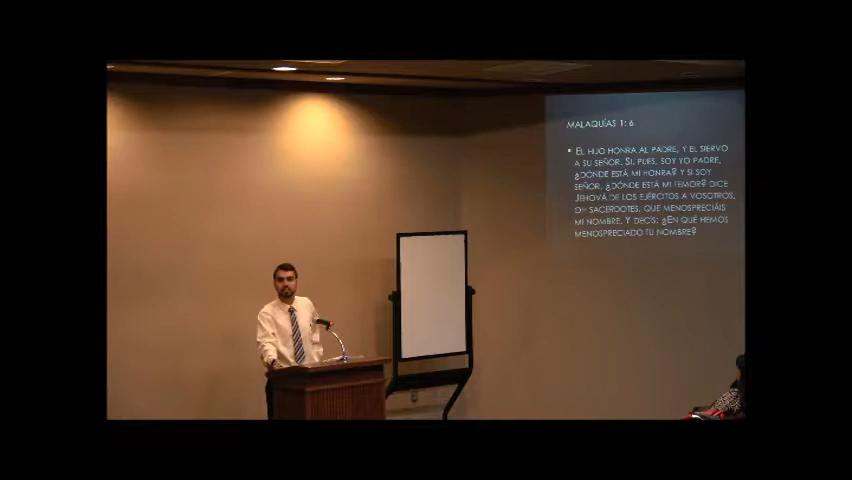 MALAQUÍAS 1: 6
▪ EL HIJO HONRA AL PADRE, Y EL SIERVO
A SU SEÑOR. SI, PUES, SOY YO PADRE,
¿DÓNDE ESTÁ MI HONRA? Y SI SOY
SEÑOR, ¿DÓNDE ESTÁ MI TEMOR? DICE
JEHOVÁ DE LOS EJÉRCITOS A VOSOTROS,
OH SACERDOTES, QUE MENOSPRECIÁIS
MI NOMBRE. Y DECÍS: ¿EN QUÉ HEMOS
MENOSPRECIADO TU NOMBRE?